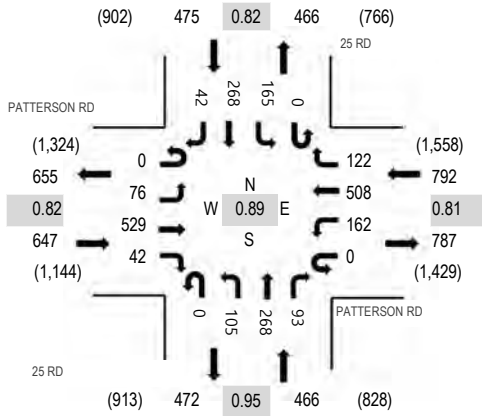 (902) 475 0.82 466 (766)
25 RD
42 268 165 0
PATTERSON RD
(1,324)
655
0.82
647
(1,144)
0
76
529
42
N
W 0.89 E
S
122
508
162
0
(1,558)
792
0.81
787
(1,429)
0 105 268 93
PATTERSON RD
25 RD
(913) 472 0.95 466 (828)